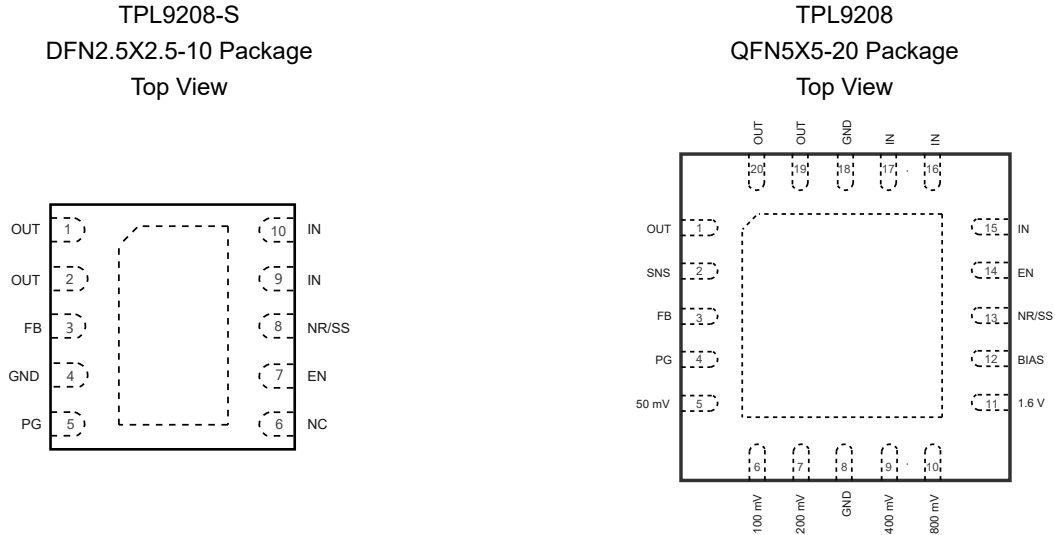 TPL9208-S
DFN2.5X2.5-10 Package
Top View
OUT 1
OUT 2
FB 3
GND 4
PG 5
10 IN
9 IN
8 NR/SS
7 EN
6 NC
TPL9208
QFN5X5-20 Package
Top View
OUT OUT GND IN IN
20 19 18 17 16
OUT 1
SNS 2
FB 3
PG 4
50 mV 5
15 IN
14 EN
13 NR/SS
12 BIAS
11 1.6 V
6 7 8 9 10
100 mV 200 mV GND 400 mV 800 mV